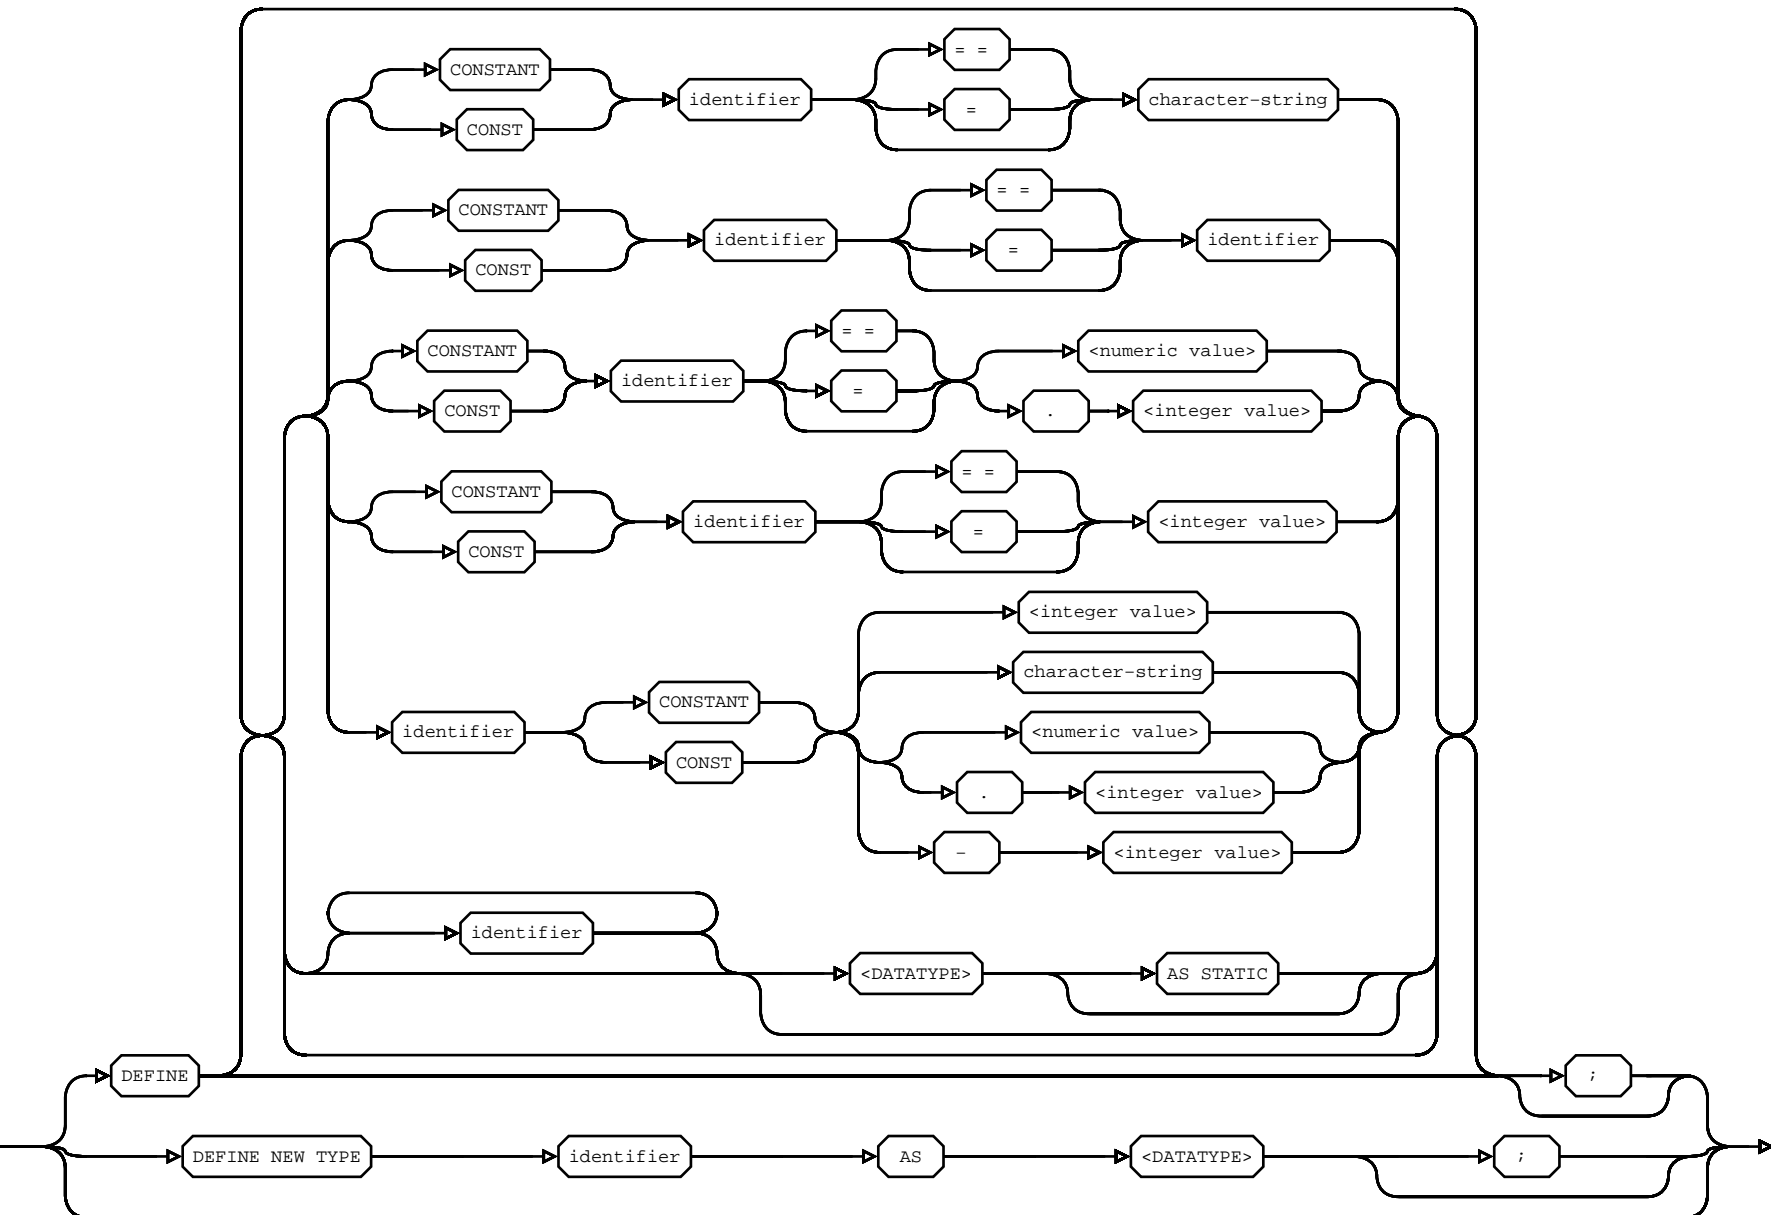 = =
CONSTANT
identifier
character-string
=
CONST
= =
CONSTANT
identifier
identifier
=
CONST
= =
CONSTANT
<numeric value>
identifier
=
CONST
.
<integer value>
= =
CONSTANT
identifier
<integer value>
=
CONST
<integer value>
character-string
CONSTANT
identifier
<numeric value>
CONST
.
<integer value>
-
<integer value>
identifier
<DATATYPE>
AS STATIC
DEFINE
;
DEFINE NEW TYPE
identifier
AS
<DATATYPE>
;